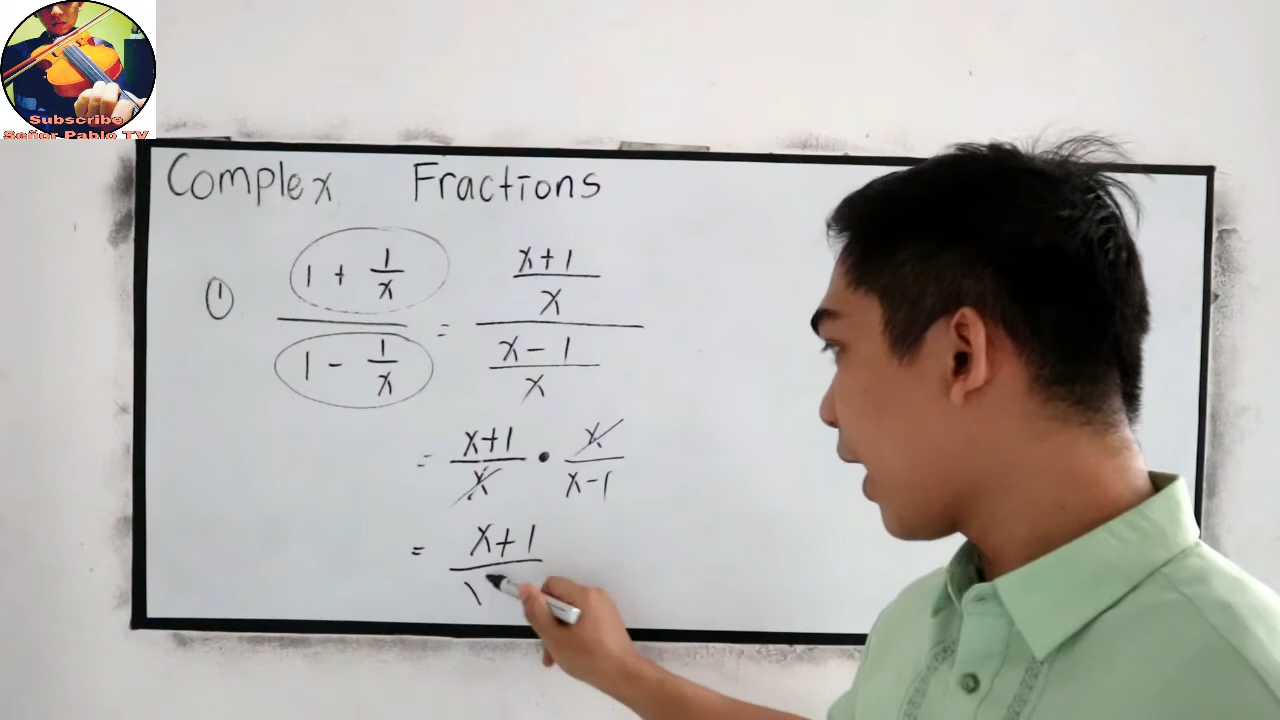 Subscribe
Señor Pablo TV
Complex Fractions
① (1 + 1/x) / (1 - 1/x) = ((x+1)/x) / ((x-1)/x)
= (x+1)/x • x/(x-1)
= x+1